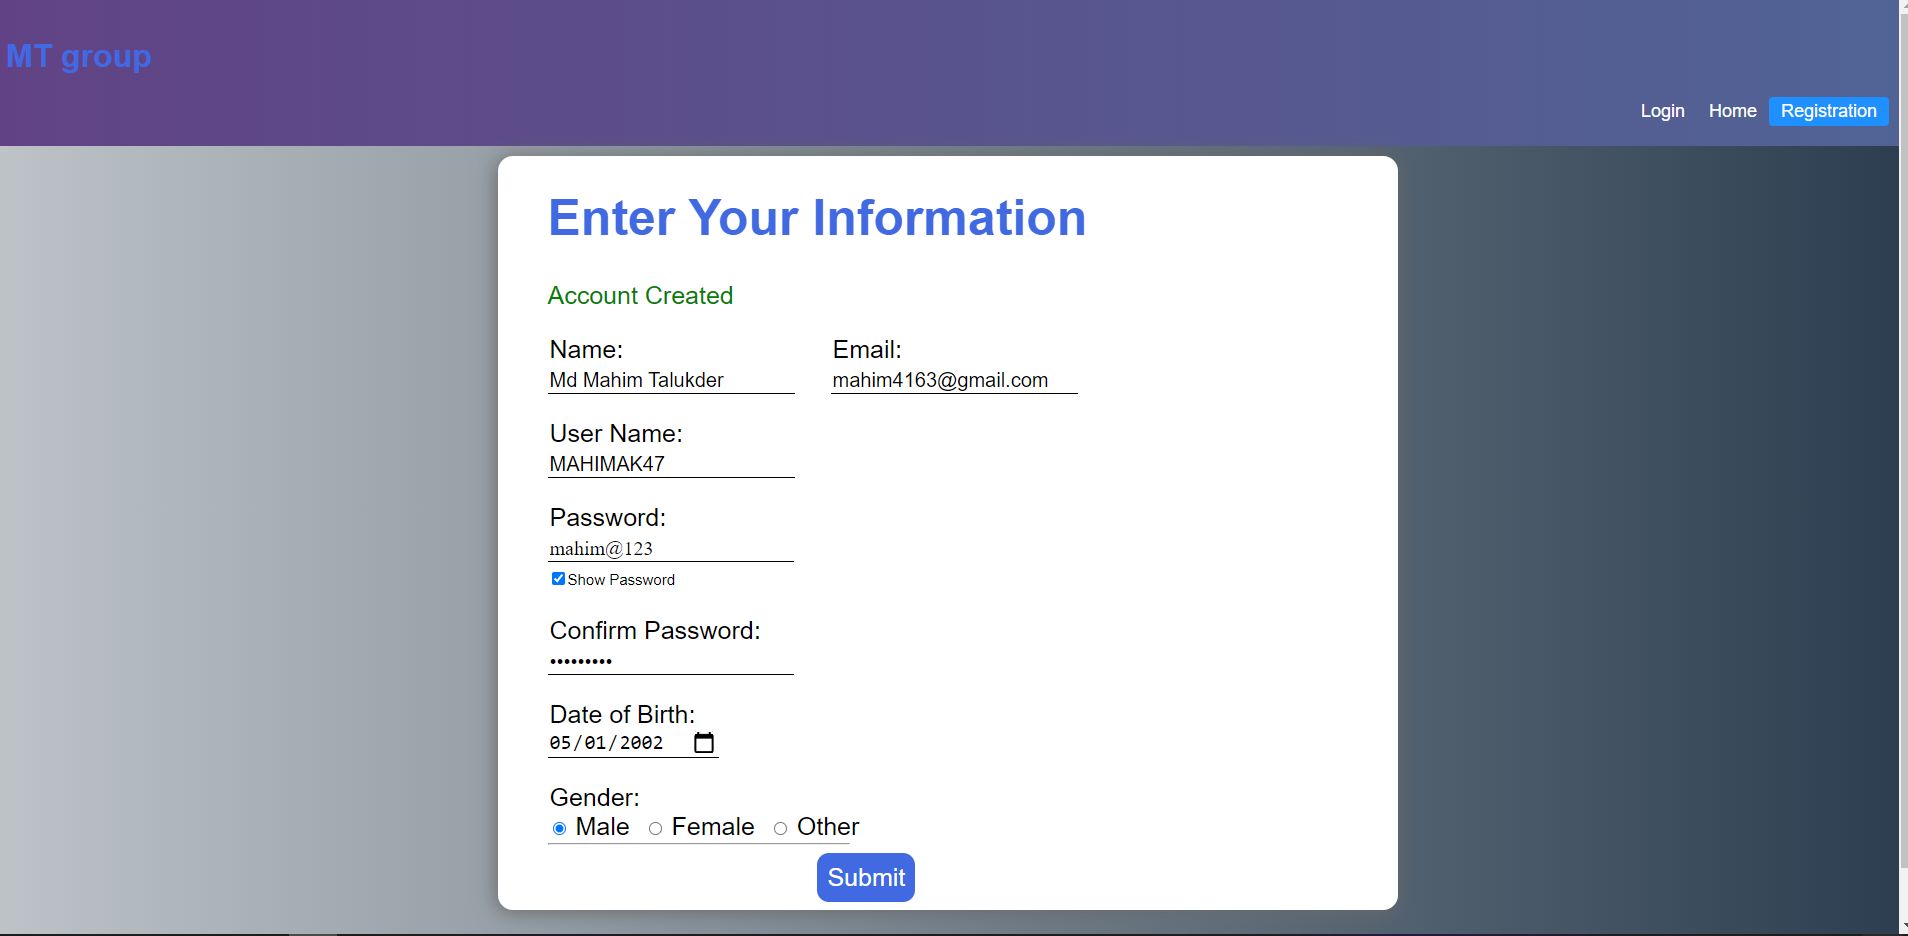 MT group
Login Home Registration
Enter Your Information
Account Created
Name: Email:
Md Mahim Talukder mahim4163@gmail.com
User Name:
MAHIMAK47
Password:
mahim@123
Show Password
Confirm Password:
•••••••••
Date of Birth:
05/01/2002
Gender:
Male Female Other
Submit